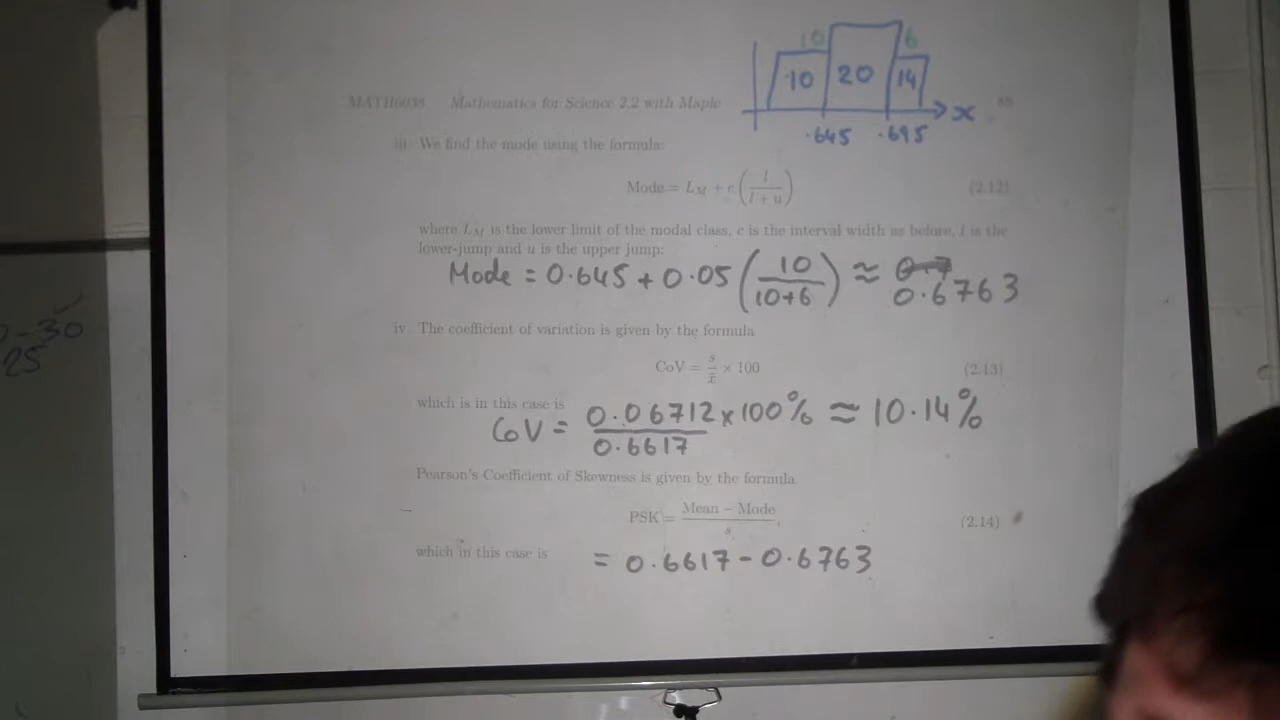 10 6
10 20 14
x
.645 .695
MATH6038 Mathematics for Science 2.2 with Maple 88
iii. We find the mode using the formula:
Mode = L_M + c ( l / (l + u) ) (2.12)
where L_M is the lower limit of the modal class, c is the interval width as before, l is the
lower-jump and u is the upper jump:
Mode = 0.645 + 0.05 ( 10 / (10+6) ) ≈ 0.7
0.6763
iv. The coefficient of variation is given by the formula
CoV = s / x̄ × 100 (2.13)
which is in this case is
CoV = 0.06712 / 0.6617 × 100% ≈ 10.14%
Pearson's Coefficient of Skewness is given by the formula
PSK = (Mean − Mode) / s, (2.14)
which in this case is = 0.6617 - 0.6763
30
25